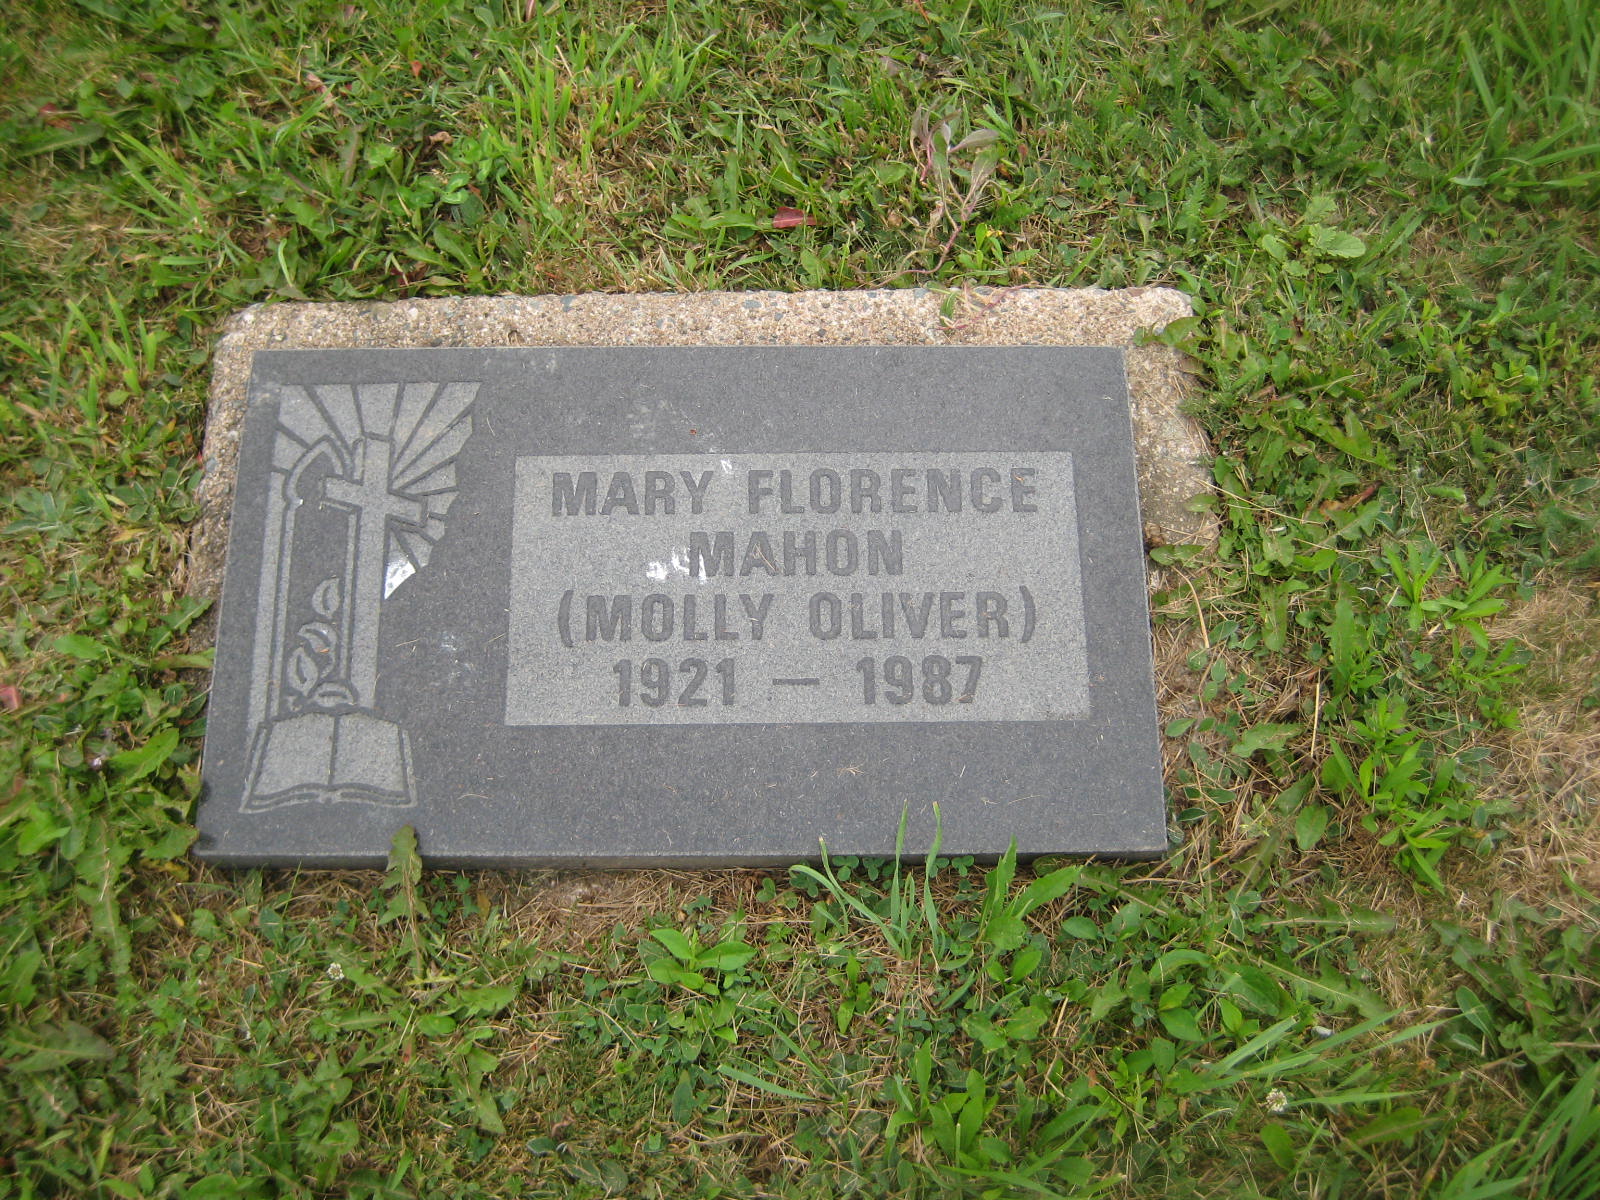 MARY FLORENCE
MAHON
(MOLLY OLIVER)
1921 — 1987